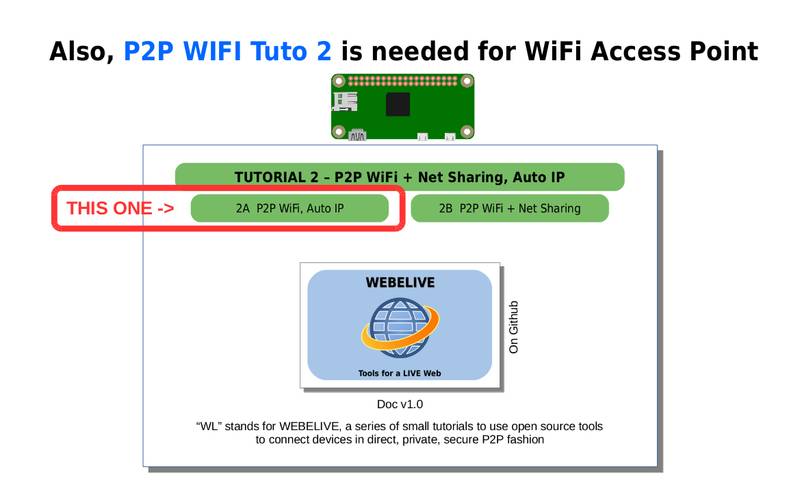 Also, P2P WIFI Tuto 2 is needed for WiFi Access Point
TUTORIAL 2 – P2P WiFi + Net Sharing, Auto IP
THIS ONE ->
2A P2P WiFi, Auto IP
2B P2P WiFi + Net Sharing
WEBELIVE
Tools for a LIVE Web
On Github
Doc v1.0
“WL” stands for WEBELIVE, a series of small tutorials to use open source tools
to connect devices in direct, private, secure P2P fashion